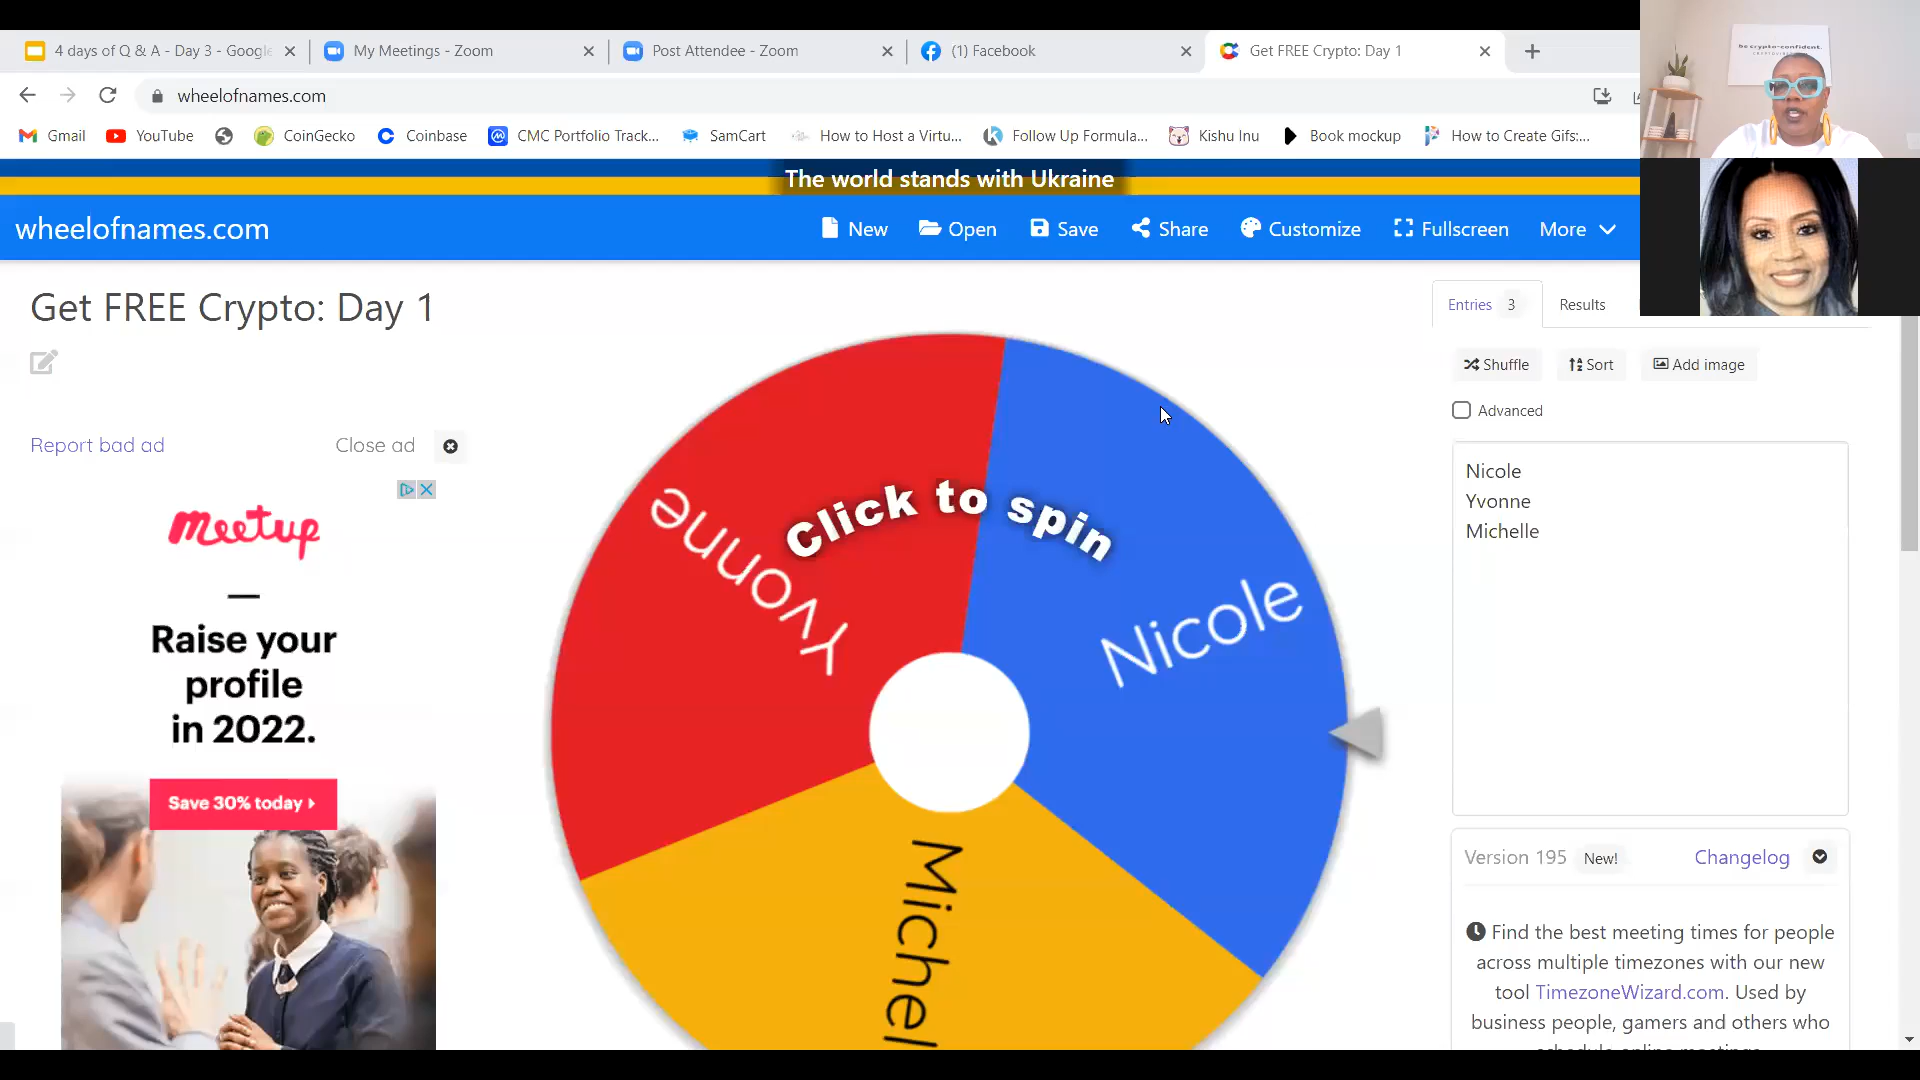 4 days of Q & A - Day 3 - Google
My Meetings - Zoom
Post Attendee - Zoom
(1) Facebook
Get FREE Crypto: Day 1
wheelofnames.com
Gmail
YouTube
CoinGecko
Coinbase
CMC Portfolio Track...
SamCart
How to Host a Virtu...
Follow Up Formula...
Kishu Inu
Book mockup
How to Create Gifs:...
be crypto-confident.
The world stands with Ukraine
wheelofnames.com
New
Open
Save
Share
Customize
Fullscreen
More
Get FREE Crypto: Day 1
Entries 3
Results
Shuffle
Sort
Add image
Advanced
Report bad ad
Close ad
meetup
Raise your
profile
in 2022.
Save 30% today
Click to spin
Yvonne
Nicole
Michel
Nicole
Yvonne
Michelle
Version 195 New!
Changelog
Find the best meeting times for people
across multiple timezones with our new
tool TimezoneWizard.com. Used by
business people, gamers and others who
schedule online meetings.